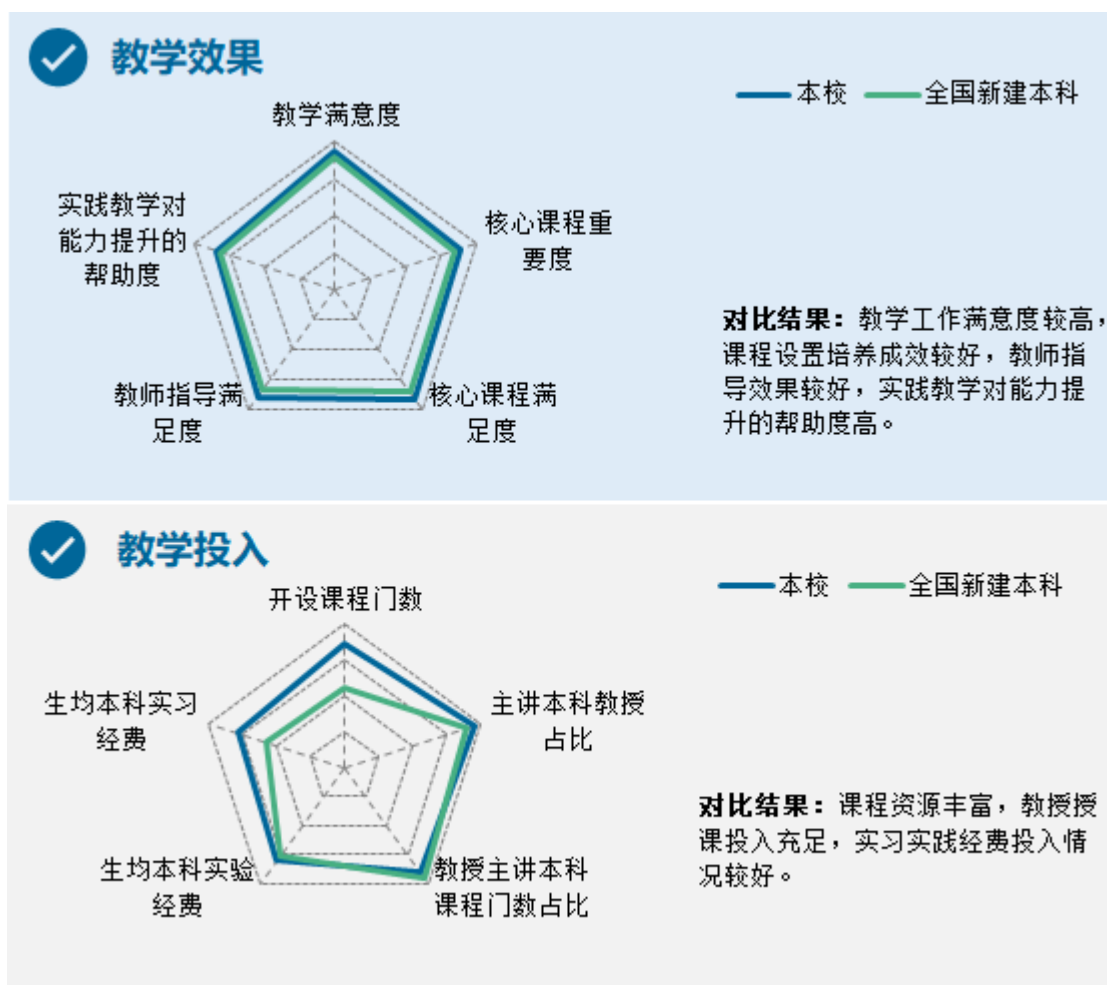 教学效果
本校
全国新建本科
教学满意度
实践教学对
能力提升的
帮助度
核心课程重
要度
教师指导满
足度
核心课程满
足度
对比结果：教学工作满意度较高，
课程设置培养成效较好，教师指
导效果较好，实践教学对能力提
升的帮助度高。
教学投入
本校
全国新建本科
开设课程门数
生均本科实习
经费
主讲本科教授
占比
生均本科实验
经费
教授主讲本科
课程门数占比
对比结果：课程资源丰富，教授授
课投入充足，实习实践经费投入情
况较好。